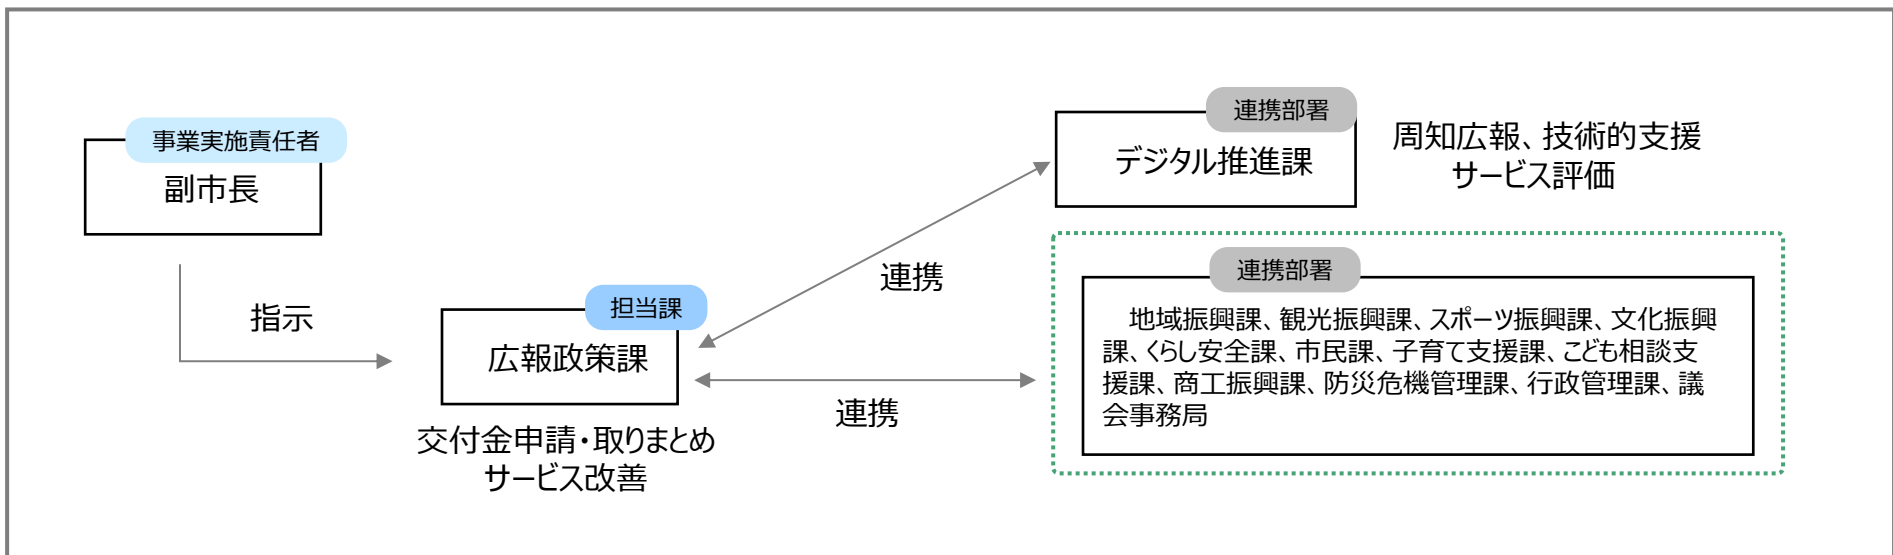 事業実施責任者
副市長
指示
担当課
広報政策課
交付金申請・取りまとめ
サービス改善
連携
連携
連携部署
デジタル推進課
周知広報、技術的支援
サービス評価
連携部署
地域振興課、観光振興課、スポーツ振興課、文化振興
課、くらし安全課、市民課、子育て支援課、こども相談支
援課、商工振興課、防災危機管理課、行政管理課、議
会事務局